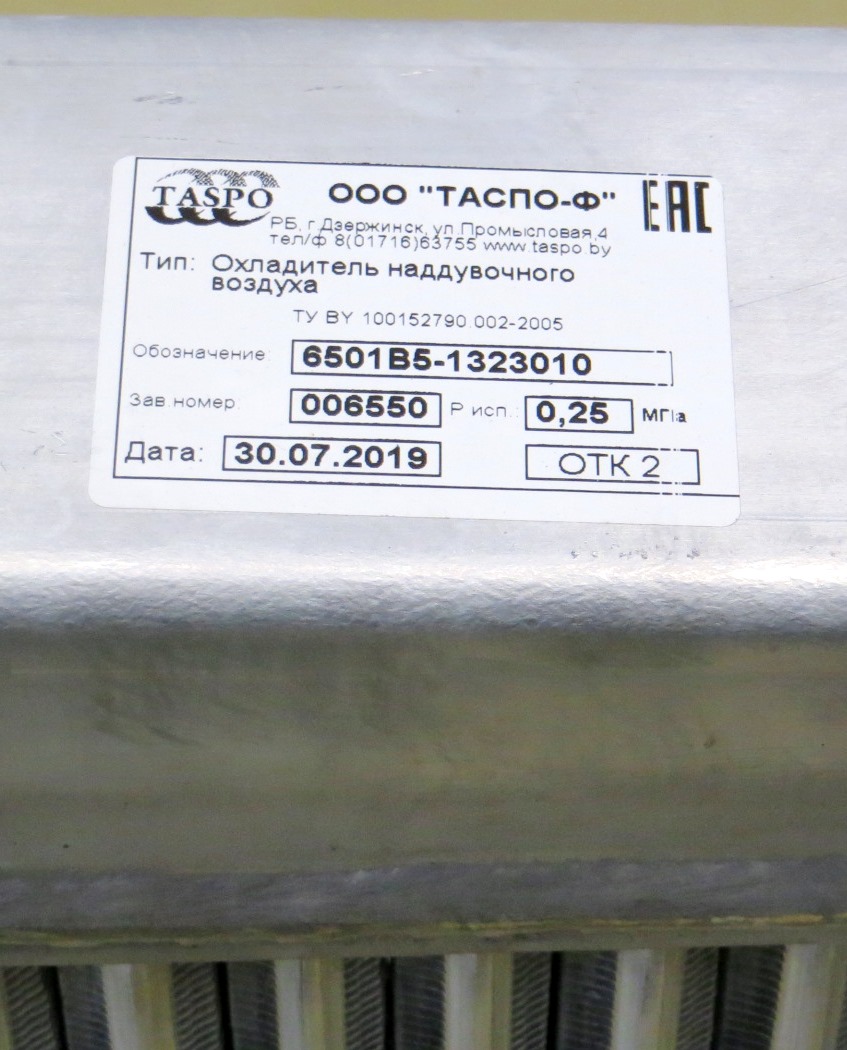 TASPO
ООО "ТАСПО-Ф"
EAC
РБ, г.Дзержинск, ул.Промысловая,4
тел/ф 8(01716)63755 www.taspo.by
Тип: Охладитель наддувочного
воздуха
ТУ BY 100152790.002-2005
Обозначение: 6501В5-1323010
Зав.номер: 006550 Р исп.: 0,25 МПа
Дата: 30.07.2019 ОТК 2